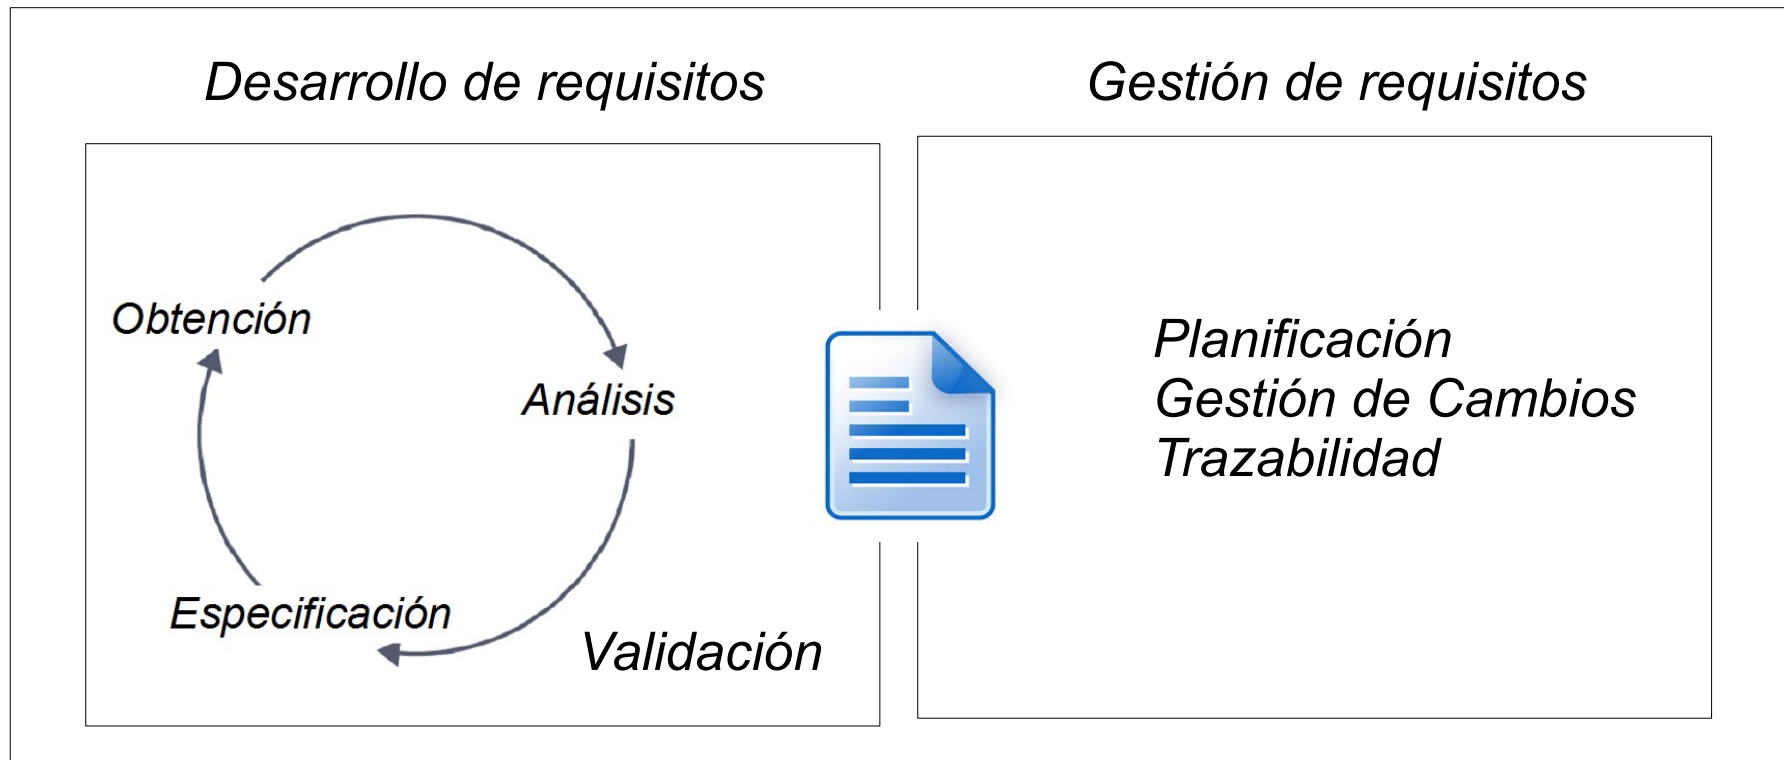 Desarrollo de requisitos
Obtención
Análisis
Especificación
Validación
Gestión de requisitos
Planificación
Gestión de Cambios
Trazabilidad